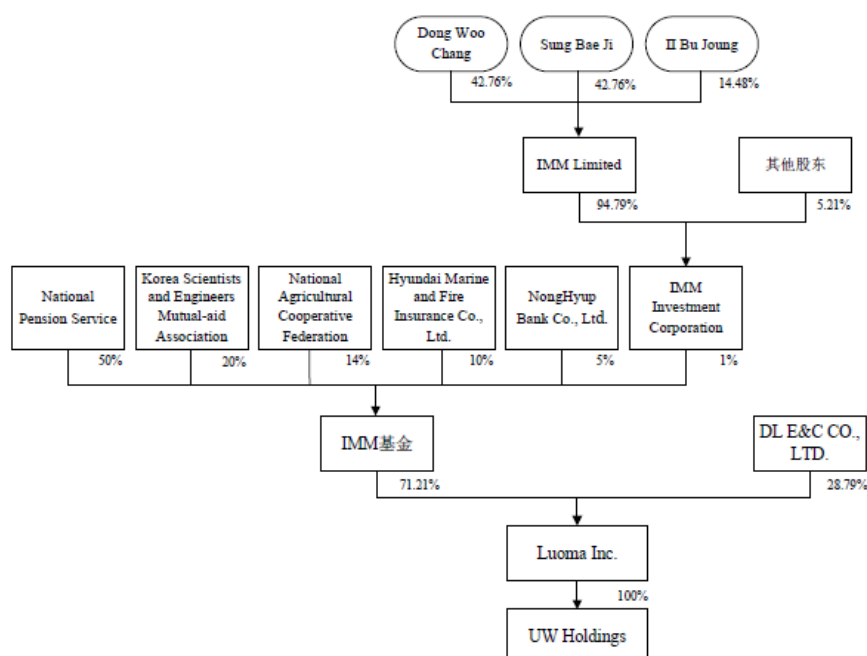 Dong Woo
Chang
Sung Bae Ji
Il Bu Joung
42.76%
42.76%
14.48%
IMM Limited
其他股东
94.79%
5.21%
National
Pension Service
Korea Scientists
and Engineers
Mutual-aid
Association
National
Agricultural
Cooperative
Federation
Hyundai Marine
and Fire
Insurance Co.,
Ltd.
NongHyup
Bank Co., Ltd.
IMM
Investment
Corporation
50%
20%
14%
10%
5%
1%
IMM基金
DL E&C CO.,
LTD.
71.21%
28.79%
Luoma Inc.
100%
UW Holdings